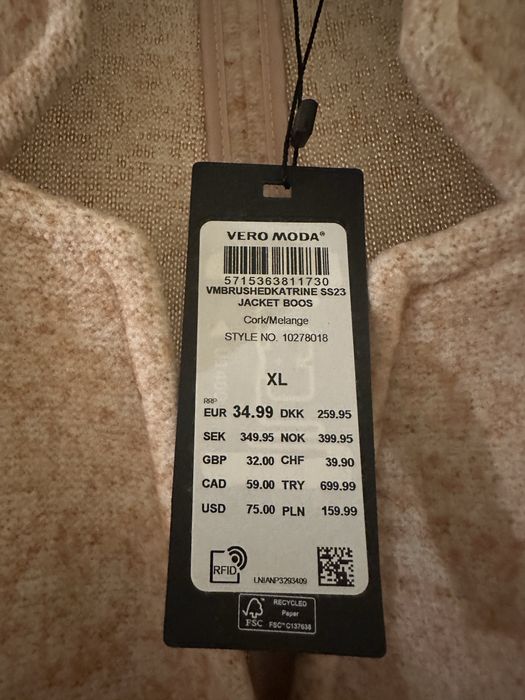 VERO MODA®
5715363811730
VMBRUSHEDKATRINE SS23
JACKET BOOS
Cork/Melange
STYLE NO. 10278018
XL
RRP
EUR 34.99 DKK 259.95
SEK 349.95 NOK 399.95
GBP 32.00 CHF 39.90
CAD 59.00 TRY 699.99
USD 75.00 PLN 159.99
RFID
LNIANP3293409
FSC
RECYCLED
Paper
FSC™ C137638